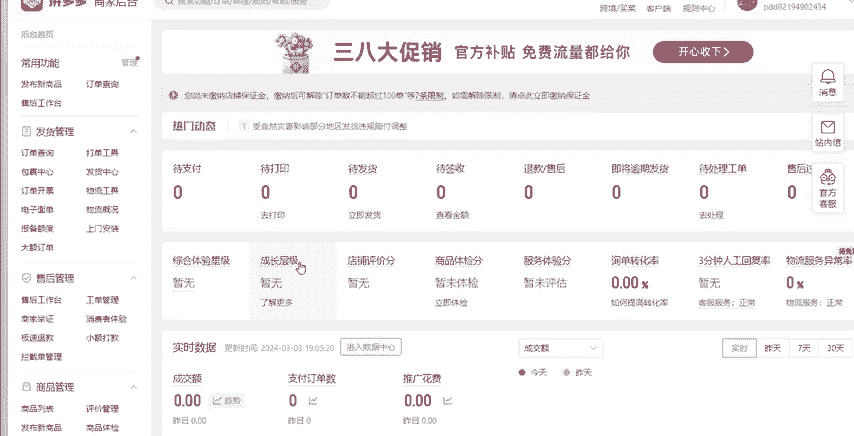 拼多多 商家后台
搜索功能/订单/商品/规则/帮助/服务
跨境/买菜 客户端 规则中心 pdd82194902434
后台首页
常用功能 管理
发布新商品 订单查询
售后工作台
发货管理
订单查询 打单工具
包裹中心 发货中心
订单开票 物流工具
电子面单 物流概况
报备额度 上门安装
大额订单
售后管理
售后工作台 工单管理
商家举证 消费者体验
极速退款 小额打款
拦截单管理
商品管理
商品列表 评价管理
发布新商品 商品体检
三八大促销 官方补贴 免费流量都给你 开心收下
您尚未缴纳店铺保证金，缴纳后可解除"订单数不能超过100单"等7条限制，如需解除限制，请点此立即缴纳保证金
热门动态 1 受自然灾害影响部分地区发货违规赔付调整
待支付 待打印 待发货 待签收 退款/售后 即将逾期发货 待处理工单
0 0 0 0 0 0 0 0
去打印 立即发货 查看金额 去处理
综合体验星级 成长层级 店铺评价分 商品体检分 服务体验分 询单转化率 3分钟人工回复率 物流服务异常率
暂无 暂无 暂无 暂未体检 暂未评估 0.00% 暂无 0%
了解更多 立即体检 如何提高转化率 客服服务：正常 物流服务：正常
实时数据 更新时间: 2024-03-03 19:05:20 进入数据中心
成交额 实时 昨天 7天 30天
今天 昨天
成交额 支付订单数 推广花费
0.00 趋势 0 0.00
昨日 0.00 昨日 0 昨日 0.00
消息
站内信
官方
客服